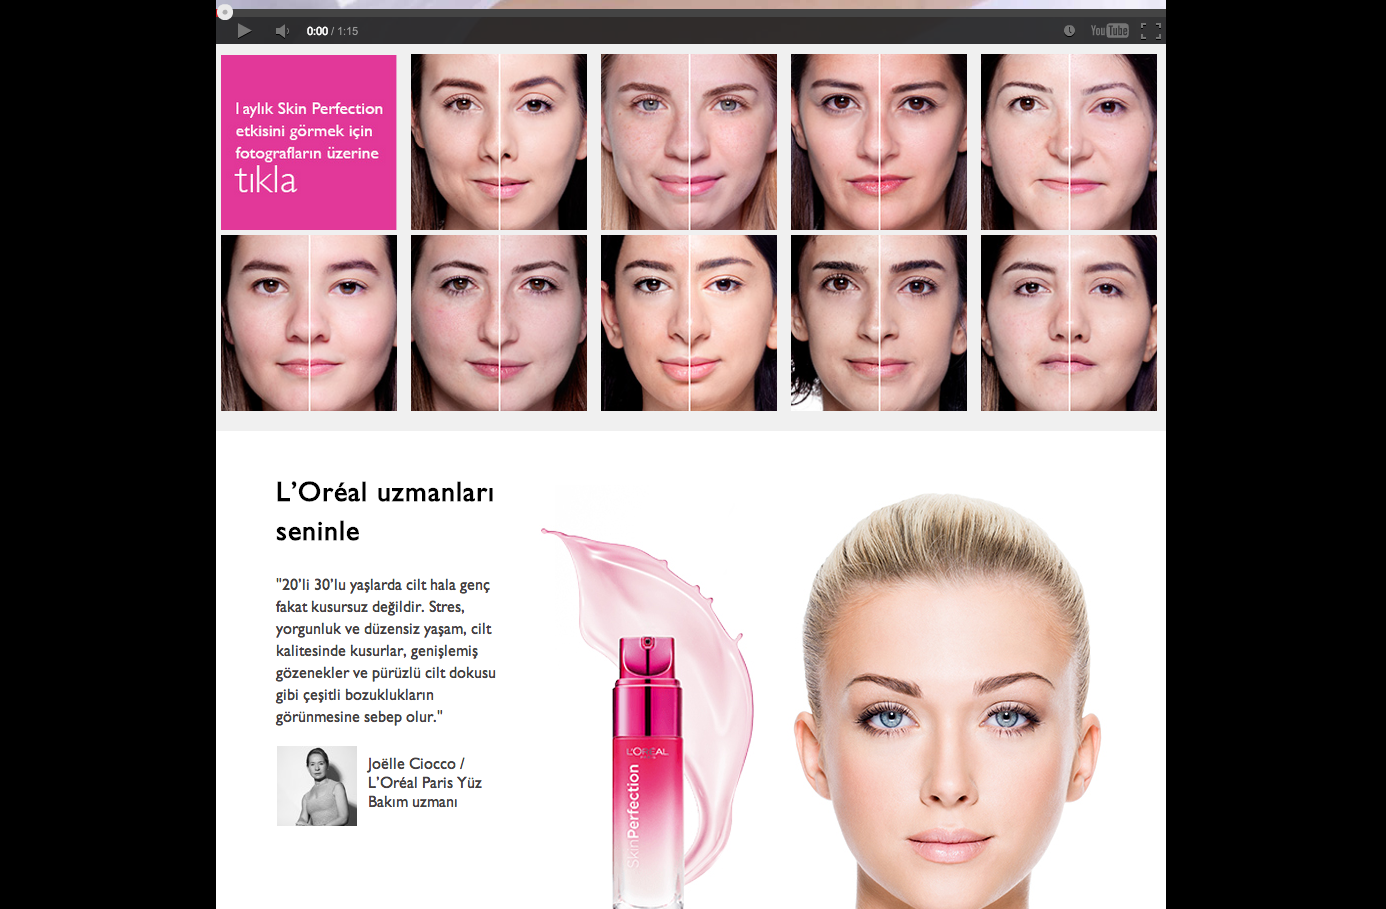 0:00 / 1:15
YouTube
1 aylık Skin Perfection
etkisini görmek için
fotografların üzerine
tıkla
L'Oréal uzmanları
seninle
"20'li 30'lu yaşlarda cilt hala genç
fakat kusursuz değildir. Stres,
yorgunluk ve düzensiz yaşam, cilt
kalitesinde kusurlar, genişlemiş
gözenekler ve pürüzlü cilt dokusu
gibi çeşitli bozuklukların
görünmesine sebep olur."
Joëlle Ciocco /
L'Oréal Paris Yüz
Bakım uzmanı
L'ORÉAL
SkinPerfection